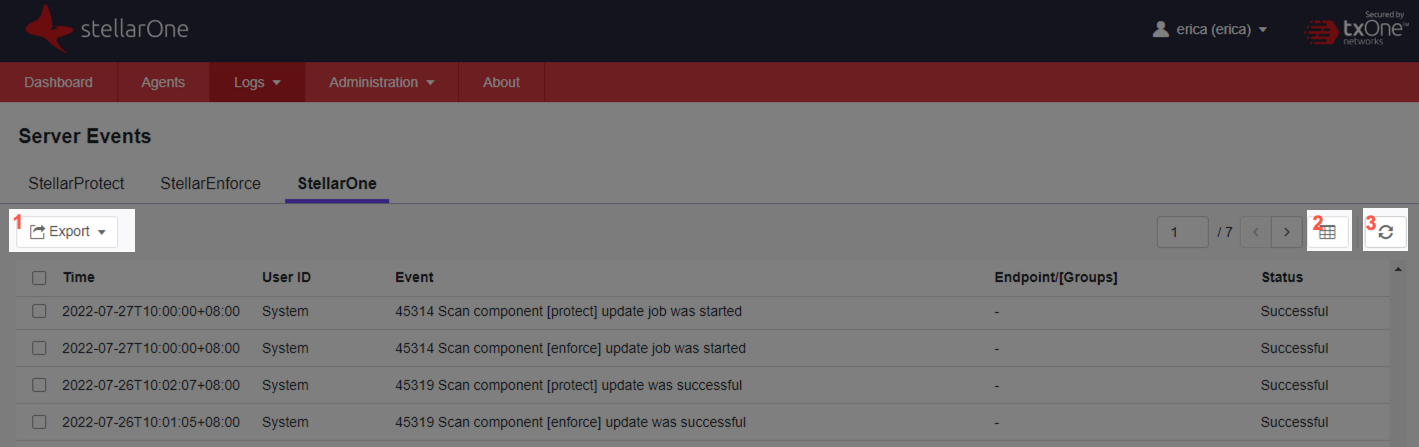 stellarOne
erica (erica)
Secured by
txOne™
networks
Dashboard Agents Logs Administration About
Server Events
StellarProtect StellarEnforce StellarOne
1 Export 1 / 7 2 3
Time User ID Event Endpoint/[Groups] Status
2022-07-27T10:00:00+08:00 System 45314 Scan component [protect] update job was started - Successful
2022-07-27T10:00:00+08:00 System 45314 Scan component [enforce] update job was started - Successful
2022-07-26T10:02:07+08:00 System 45319 Scan component [protect] update was successful - Successful
2022-07-26T10:01:05+08:00 System 45319 Scan component [enforce] update was successful - Successful